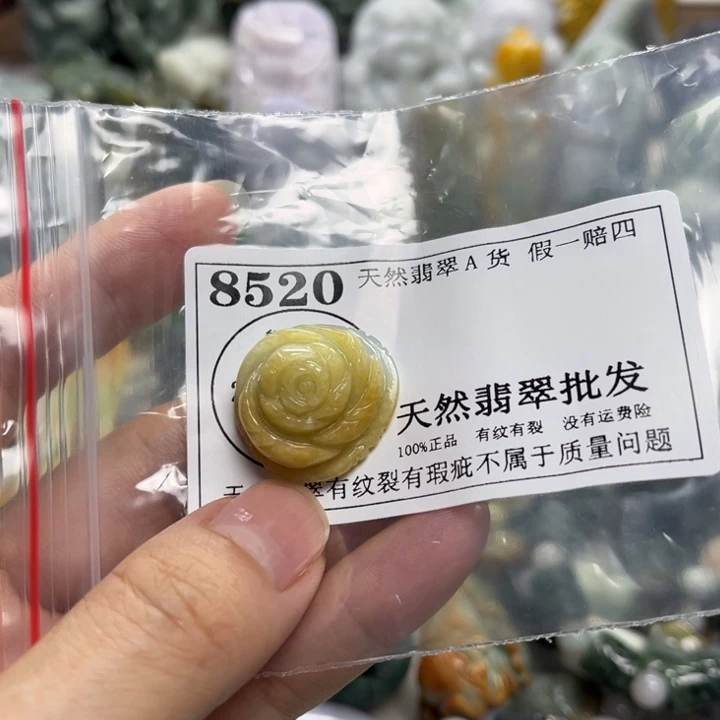 8520 天然翡翠A货 假一赔四
天然翡翠批发
100%正品 有纹有裂 没有运费险
翠有纹裂有瑕疵不属于质量问题